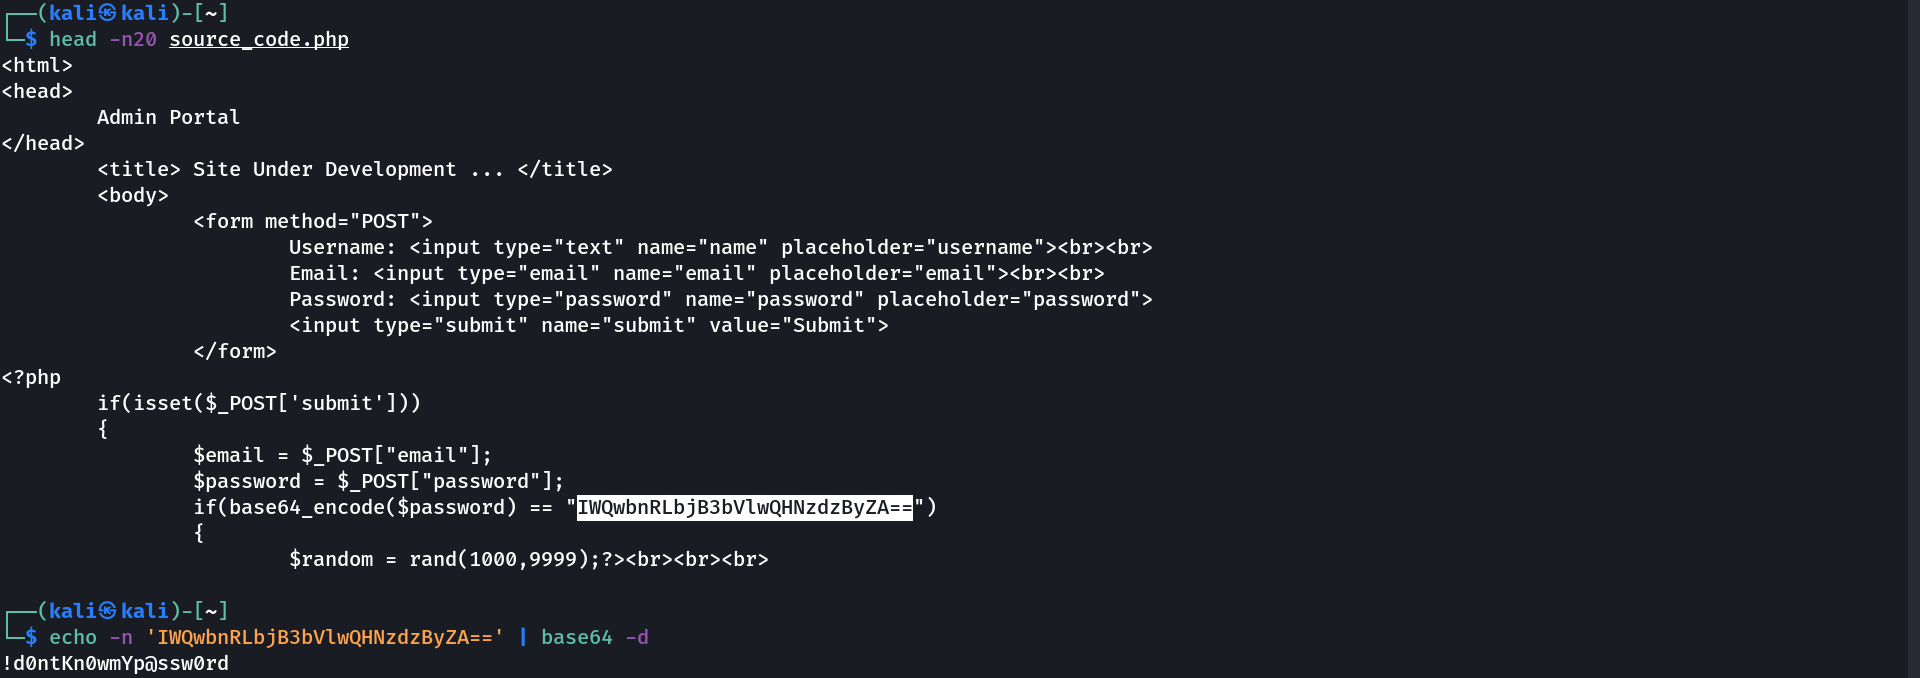 ┌──(kali㉿kali)-[~]
└─$ head -n20 source_code.php
<html>
<head>
        Admin Portal
</head>
        <title> Site Under Development ... </title>
        <body>
                <form method="POST">
                        Username: <input type="text" name="name" placeholder="username"><br><br>
                        Email: <input type="email" name="email" placeholder="email"><br><br>
                        Password: <input type="password" name="password" placeholder="password">
                        <input type="submit" name="submit" value="Submit">
                </form>
<?php
        if(isset($_POST['submit']))
        {
                $email = $_POST["email"];
                $password = $_POST["password"];
                if(base64_encode($password) == "IWQwbnRLbjB3bVlwQHNzdzByZA==")
                {
                        $random = rand(1000,9999);?><br><br><br>
┌──(kali㉿kali)-[~]
└─$ echo -n 'IWQwbnRLbjB3bVlwQHNzdzByZA==' | base64 -d
!d0ntKn0wmYp@ssw0rd